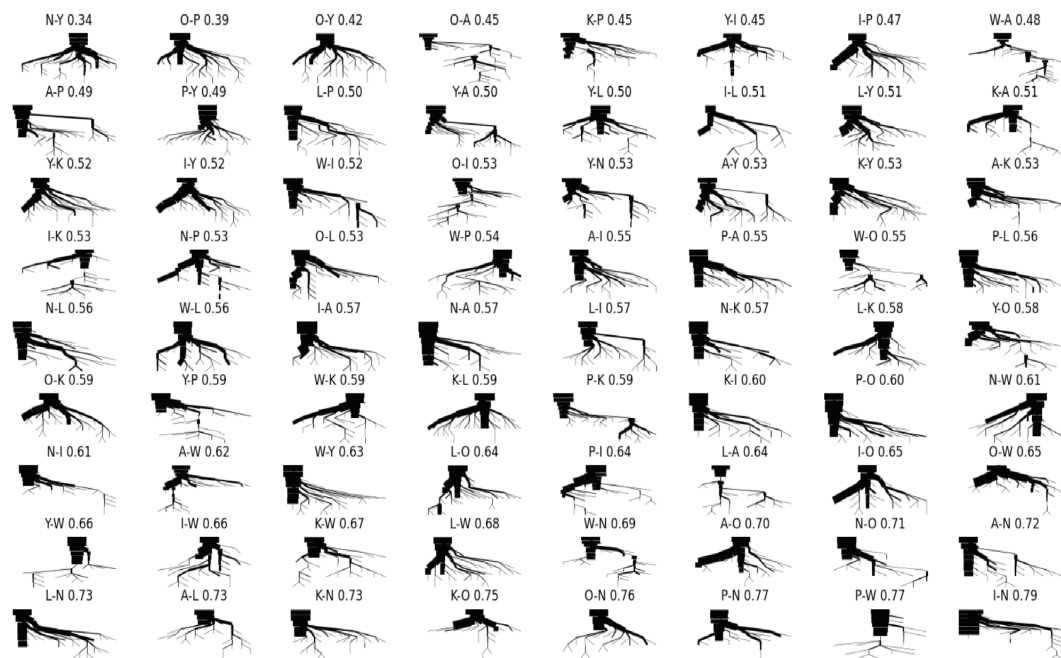 N-Y 0.34 O-P 0.39 O-Y 0.42 O-A 0.45 K-P 0.45 Y-I 0.45 I-P 0.47 W-A 0.48
A-P 0.49 P-Y 0.49 L-P 0.50 Y-A 0.50 Y-L 0.50 I-L 0.51 L-Y 0.51 K-A 0.51
Y-K 0.52 I-Y 0.52 W-I 0.52 O-I 0.53 Y-N 0.53 A-Y 0.53 K-Y 0.53 A-K 0.53
I-K 0.53 N-P 0.53 O-L 0.53 W-P 0.54 A-I 0.55 P-A 0.55 W-O 0.55 P-L 0.56
N-L 0.56 W-L 0.56 I-A 0.57 N-A 0.57 L-I 0.57 N-K 0.57 L-K 0.58 Y-O 0.58
O-K 0.59 Y-P 0.59 W-K 0.59 K-L 0.59 P-K 0.59 K-I 0.60 P-O 0.60 N-W 0.61
N-I 0.61 A-W 0.62 W-Y 0.63 L-O 0.64 P-I 0.64 L-A 0.64 I-O 0.65 O-W 0.65
Y-W 0.66 I-W 0.66 K-W 0.67 L-W 0.68 W-N 0.69 A-O 0.70 N-O 0.71 A-N 0.72
L-N 0.73 A-L 0.73 K-N 0.73 K-O 0.75 O-N 0.76 P-N 0.77 P-W 0.77 I-N 0.79